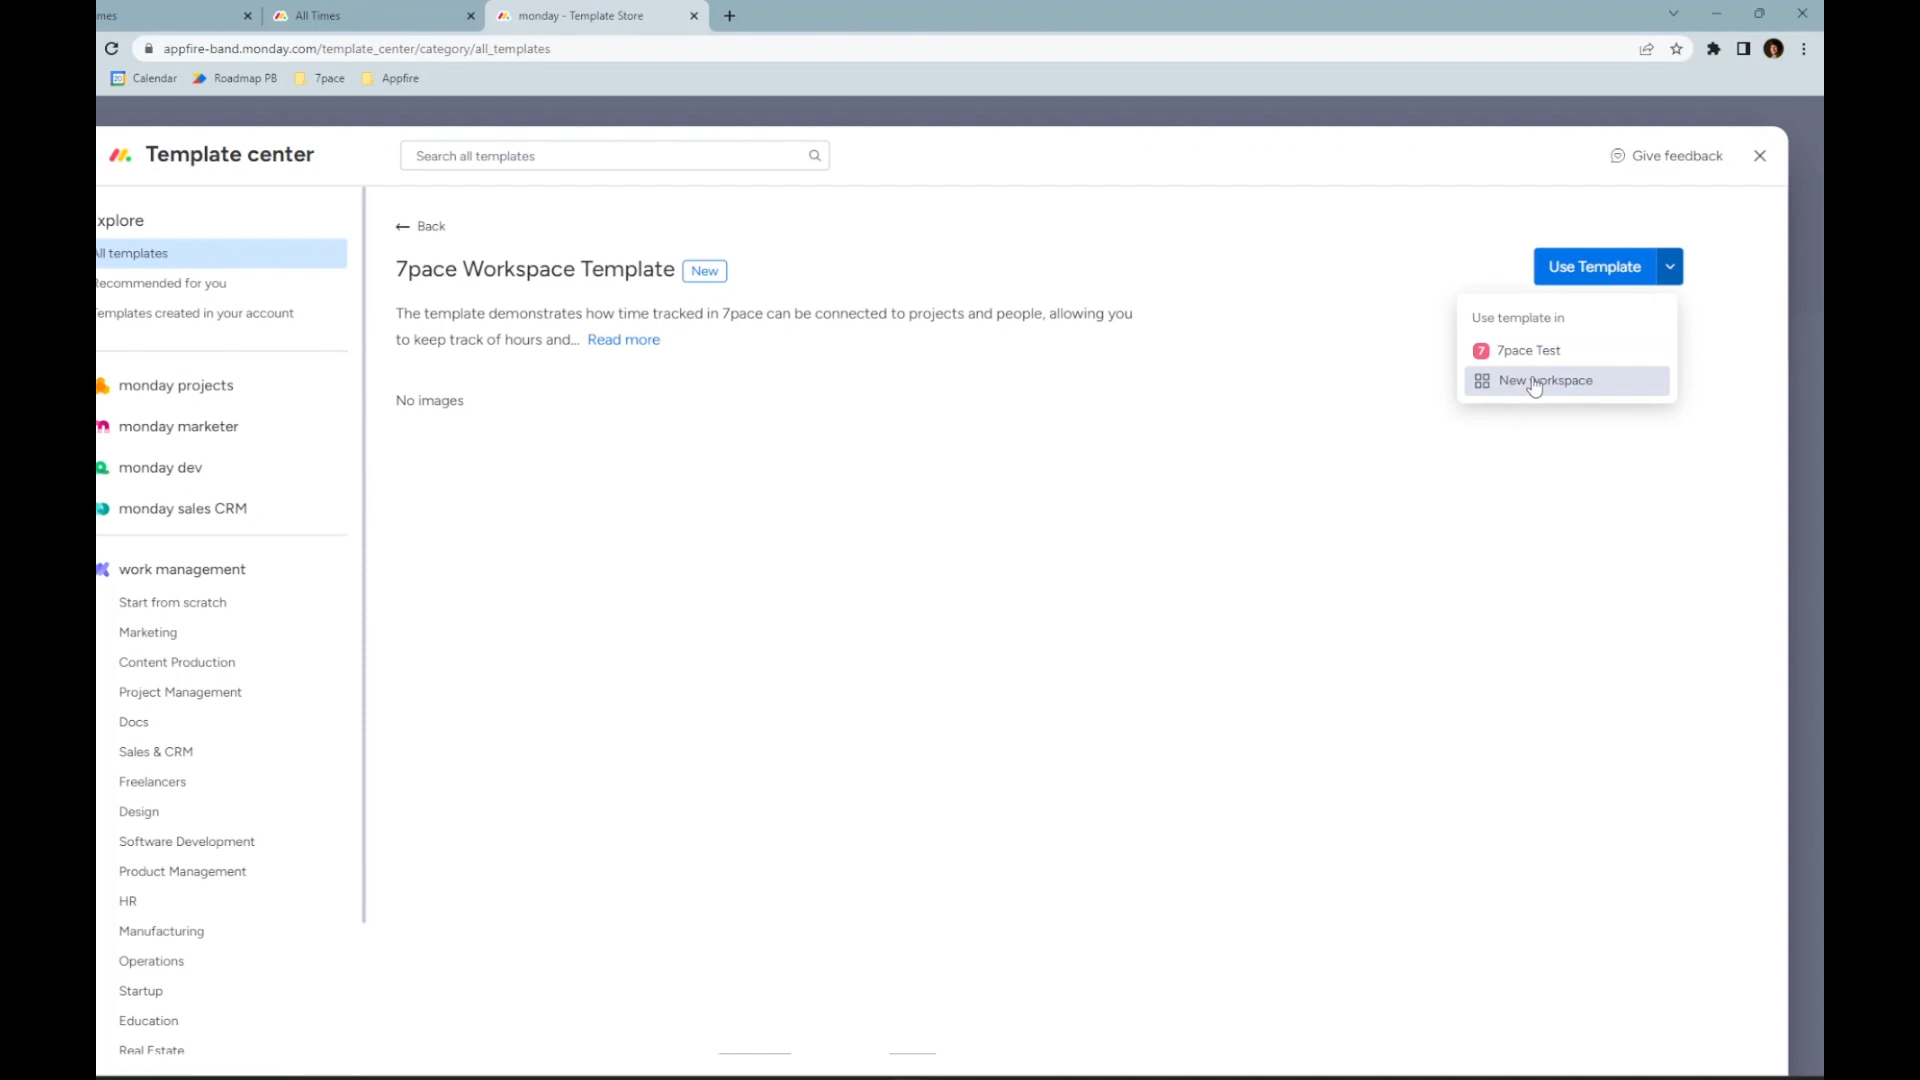 mes
All Times
monday - Template Store
appfire-band.monday.com/template_center/category/all_templates
Calendar
Roadmap PB
7pace
Appfire
Template center
Search all templates
Give feedback
xplore
All templates
Recommended for you
Templates created in your account
monday projects
monday marketer
monday dev
monday sales CRM
work management
Start from scratch
Marketing
Content Production
Project Management
Docs
Sales & CRM
Freelancers
Design
Software Development
Product Management
HR
Manufacturing
Operations
Startup
Education
Real Estate
Back
7pace Workspace Template
New
The template demonstrates how time tracked in 7pace can be connected to projects and people, allowing you
to keep track of hours and... Read more
No images
Use Template
Use template in
7 7pace Test
New workspace